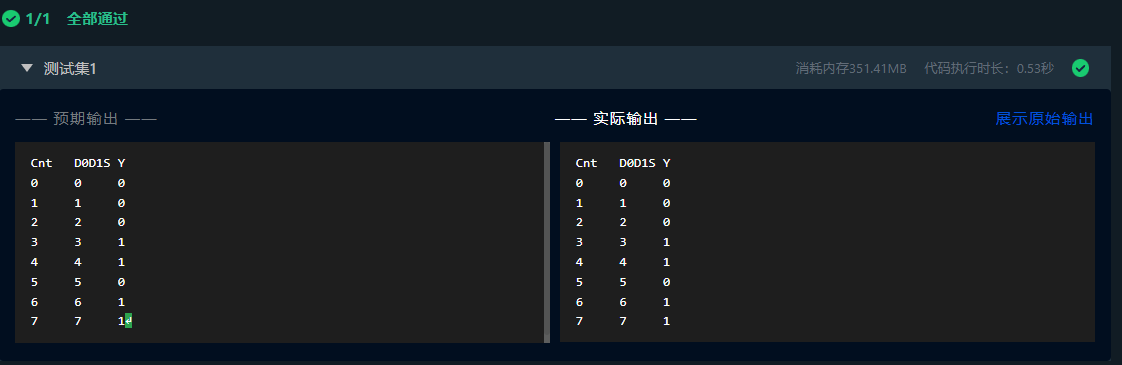 1/1 全部通过
测试集1 消耗内存351.41MB 代码执行时长：0.53秒
—— 预期输出 ——
Cnt D0D1S Y
0 0 0
1 1 0
2 2 0
3 3 1
4 4 1
5 5 0
6 6 1
7 7 1↵
—— 实际输出 ——
展示原始输出
Cnt D0D1S Y
0 0 0
1 1 0
2 2 0
3 3 1
4 4 1
5 5 0
6 6 1
7 7 1